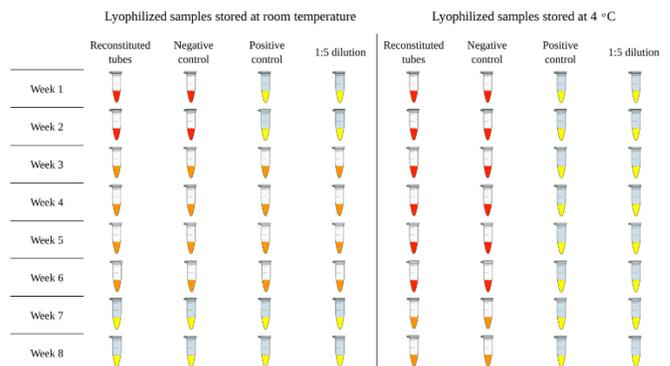 Lyophilized samples stored at room temperature
Lyophilized samples stored at 4 °C
Reconstituted tubes
Negative control
Positive control
1:5 dilution
Reconstituted tubes
Negative control
Positive control
1:5 dilution
Week 1
Week 2
Week 3
Week 4
Week 5
Week 6
Week 7
Week 8